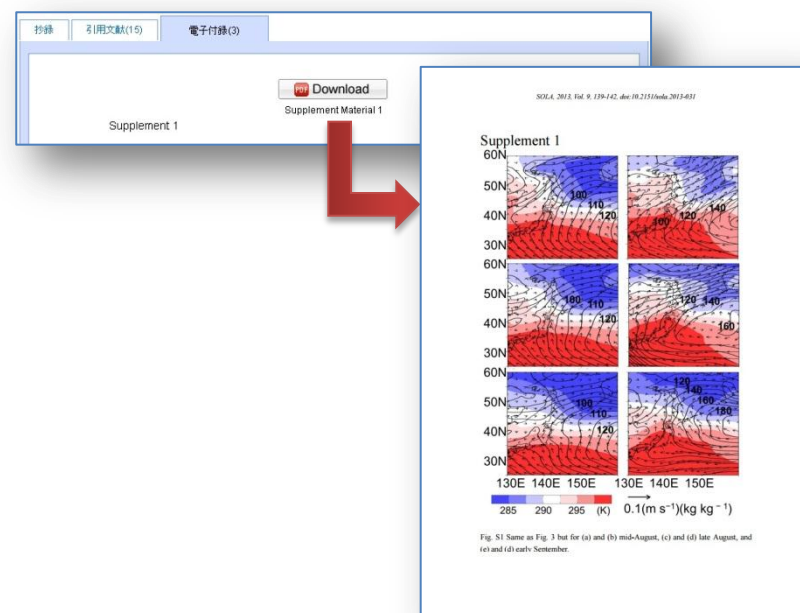 抄録 引用文献(15) 電子付録(3)
PDF Download
Supplement Material 1
Supplement 1
SOLA, 2013, Vol. 9, 139-142, doi:10.2151/sola.2013-031
Supplement 1
60N
50N
40N
30N
100
110
120
100 120 140
60N
50N
40N
30N
100 110
120
120 140
160
60N
50N
40N
30N
100
110
120
120
140
160
180
130E 140E 150E 130E 140E 150E
285 290 295 (K) 0.1(m s⁻¹)(kg kg⁻¹)
Fig. S1 Same as Fig. 3 but for (a) and (b) mid-August, (c) and (d) late August, and
(e) and (d) early September.